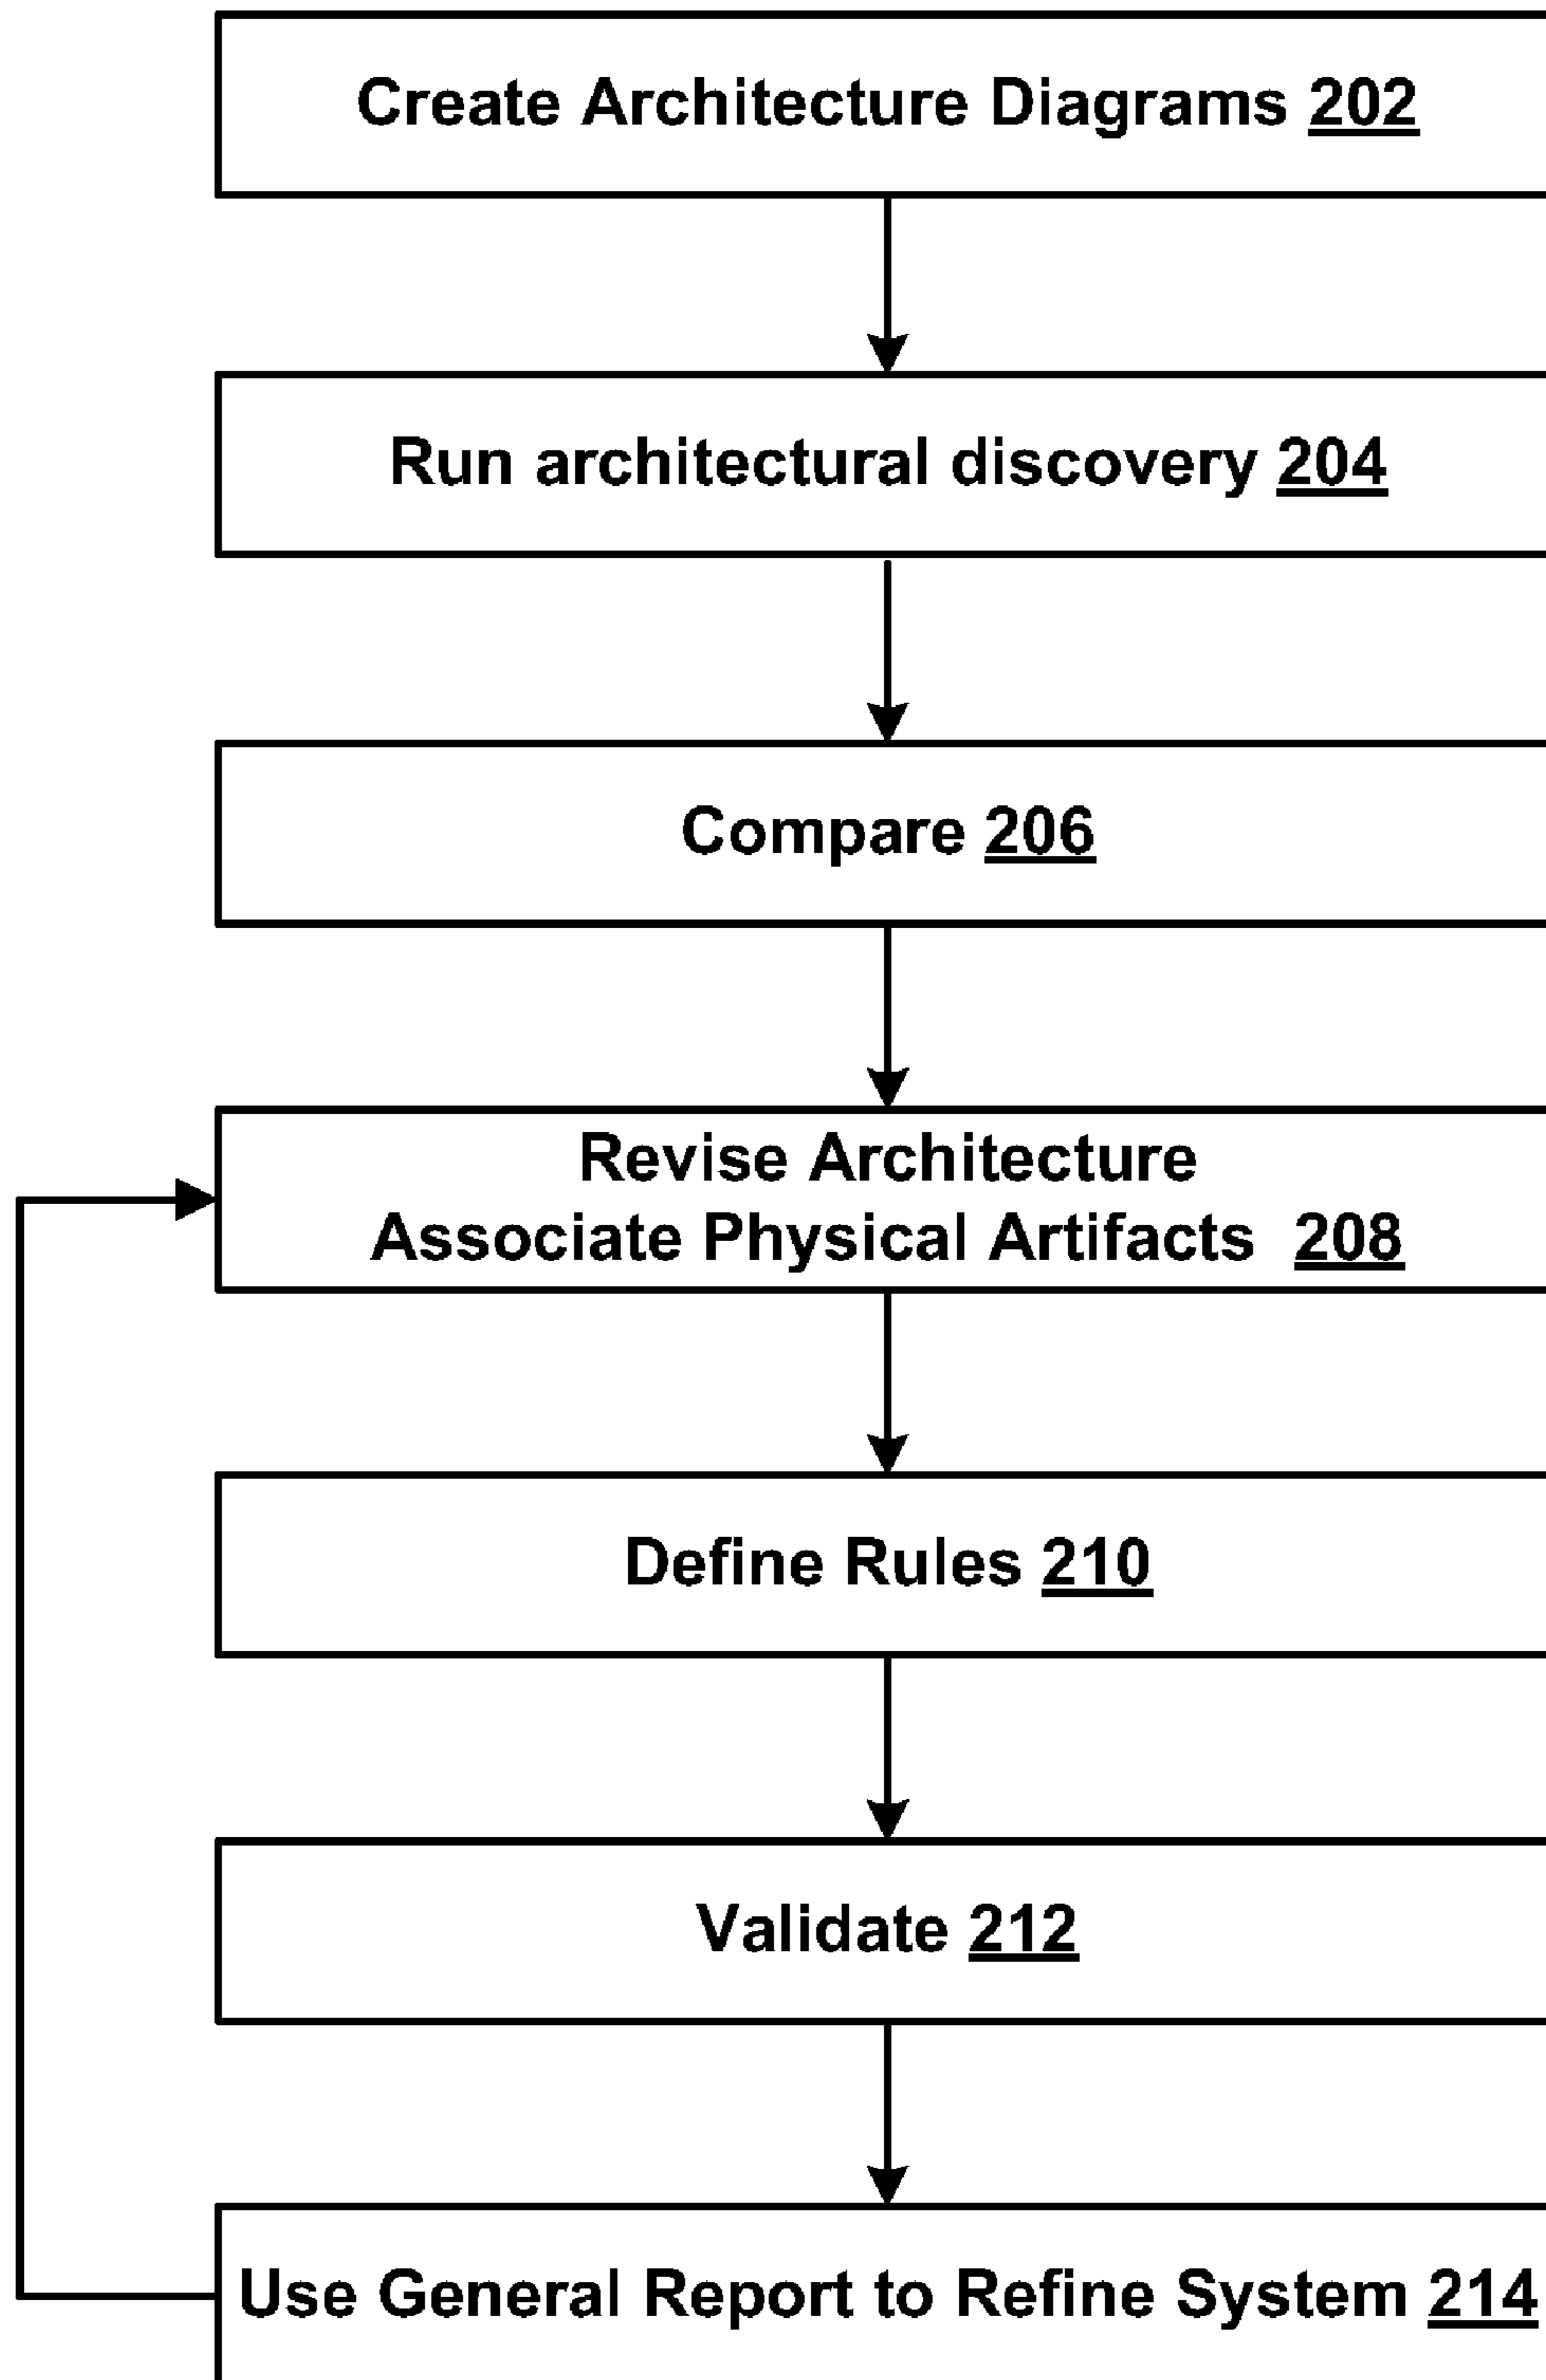 Create Architecture Diagrams 202
Run architectural discovery 204
Compare 206
Revise Architecture
Associate Physical Artifacts 208
Define Rules 210
Validate 212
Use General Report to Refine System 214